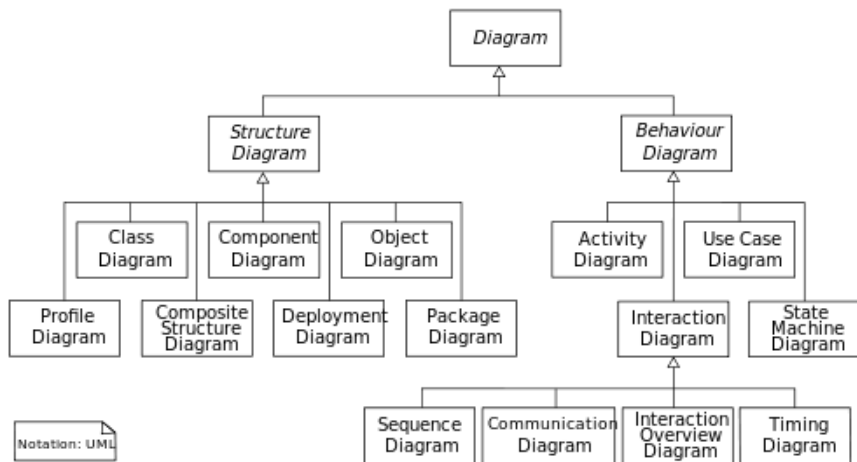 Diagram
Structure
Diagram
Behaviour
Diagram
Class
Diagram
Component
Diagram
Object
Diagram
Activity
Diagram
Use Case
Diagram
Profile
Diagram
Composite
Structure
Diagram
Deployment
Diagram
Package
Diagram
Interaction
Diagram
State
Machine
Diagram
Sequence
Diagram
Communication
Diagram
Interaction
Overview
Diagram
Timing
Diagram
Notation: UML